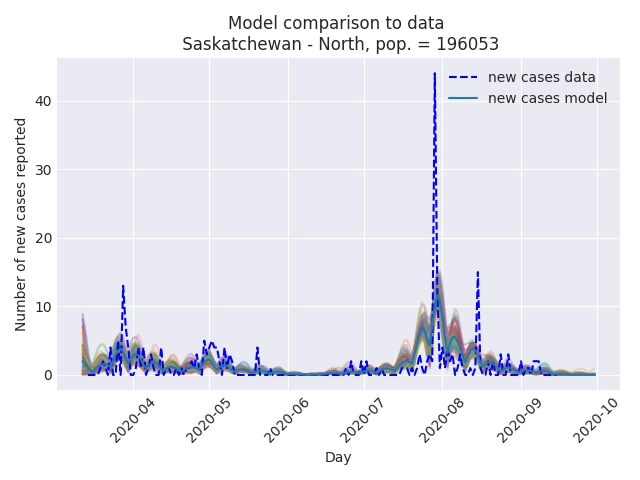 Model comparison to data
Saskatchewan - North, pop. = 196053
new cases data
new cases model
Number of new cases reported
40
30
20
10
0
2020-04
2020-05
2020-06
2020-07
2020-08
2020-09
2020-10
Day